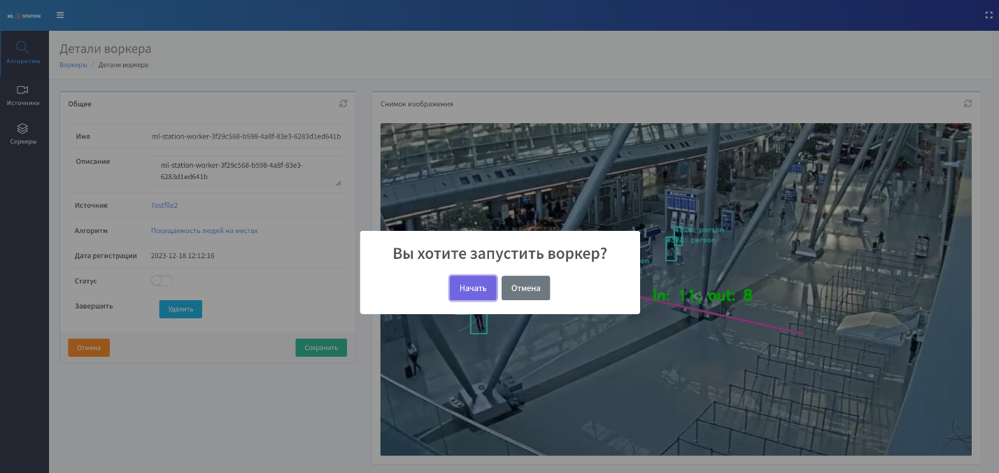 ML STATION
Алгоритмы
Источники
Серверы
Детали воркера
Воркеры / Детали воркера
Общее
Имя ml-station-worker-3f29c568-b598-4a8f-83e3-6283d1ed641b
Описание ml-station-worker-3f29c568-b598-4a8f-83e3-
6283d1ed641b
Источник Testfile2
Алгоритм Посещаемость людей на местах
Дата регистрации 2023-12-18 12:12:16
Статус
Завершить Удалить
Отмена Сохранить
Снимок изображения
person
person
on
in: 11; out: 8
Вы хотите запустить воркер?
Начать Отмена